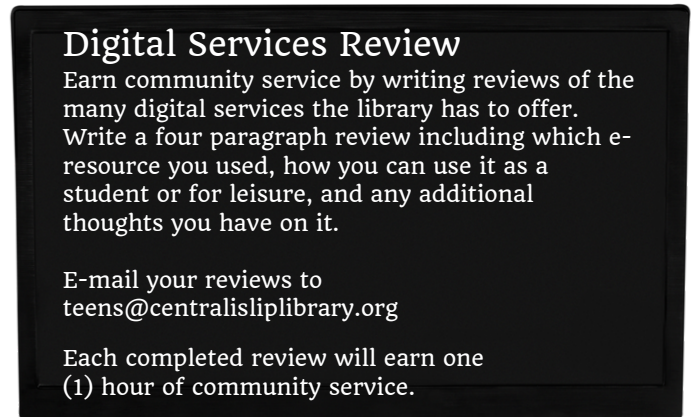 Digital Services Review
Earn community service by writing reviews of the
many digital services the library has to offer.
Write a four paragraph review including which e-
resource you used, how you can use it as a
student or for leisure, and any additional
thoughts you have on it.
E-mail your reviews to
teens@centralisliplibrary.org
Each completed review will earn one
(1) hour of community service.